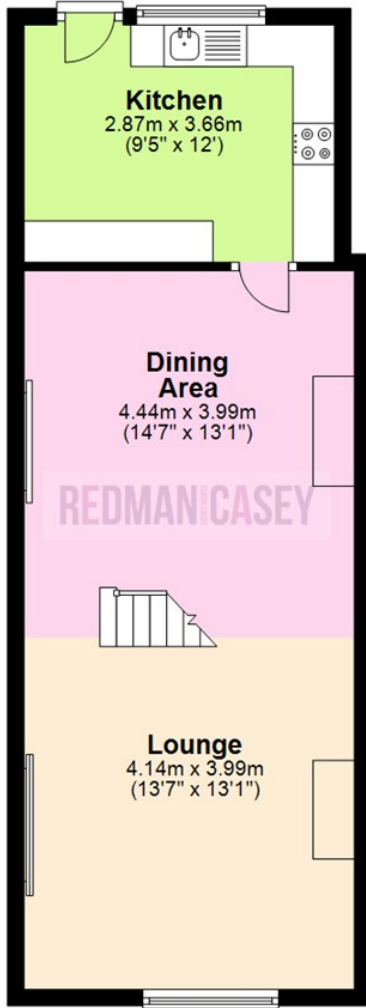 Kitchen
2.87m x 3.66m
(9'5" x 12')
Dining
Area
4.44m x 3.99m
(14'7" x 13'1")
REDMAN CASEY
Lounge
4.14m x 3.99m
(13'7" x 13'1")